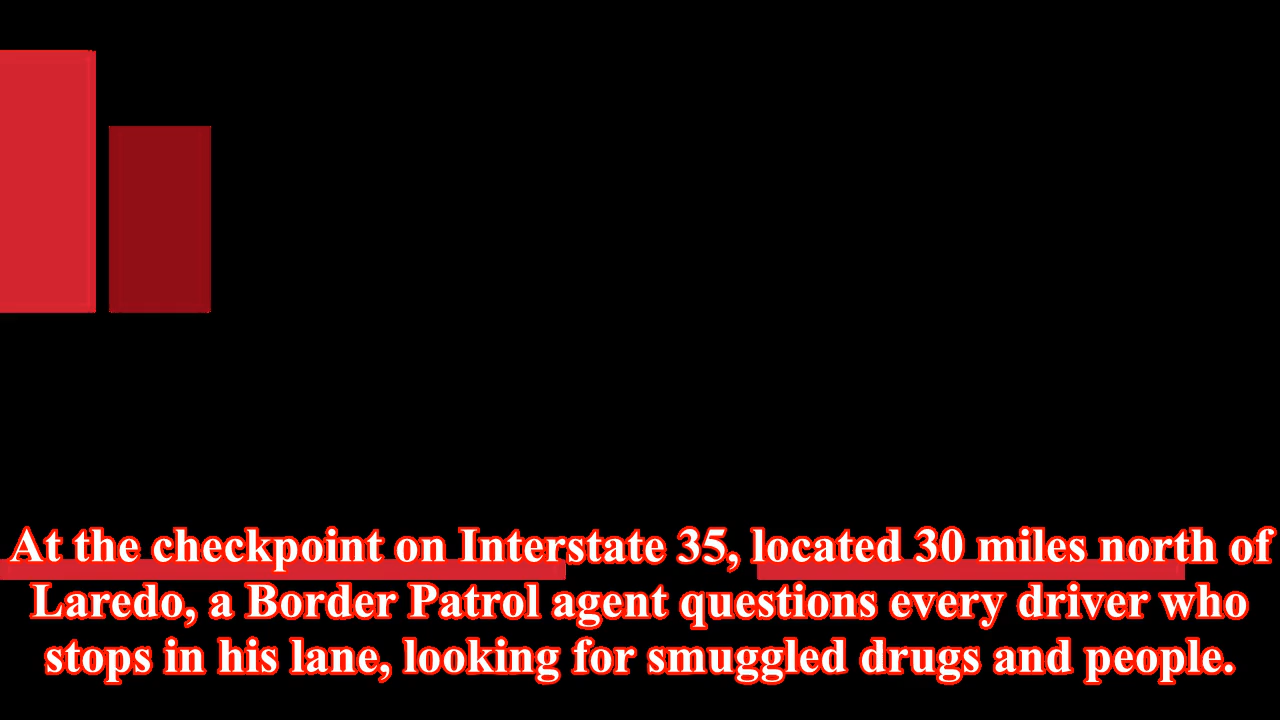 At the checkpoint on Interstate 35, located 30 miles north of
Laredo, a Border Patrol agent questions every driver who
stops in his lane, looking for smuggled drugs and people.